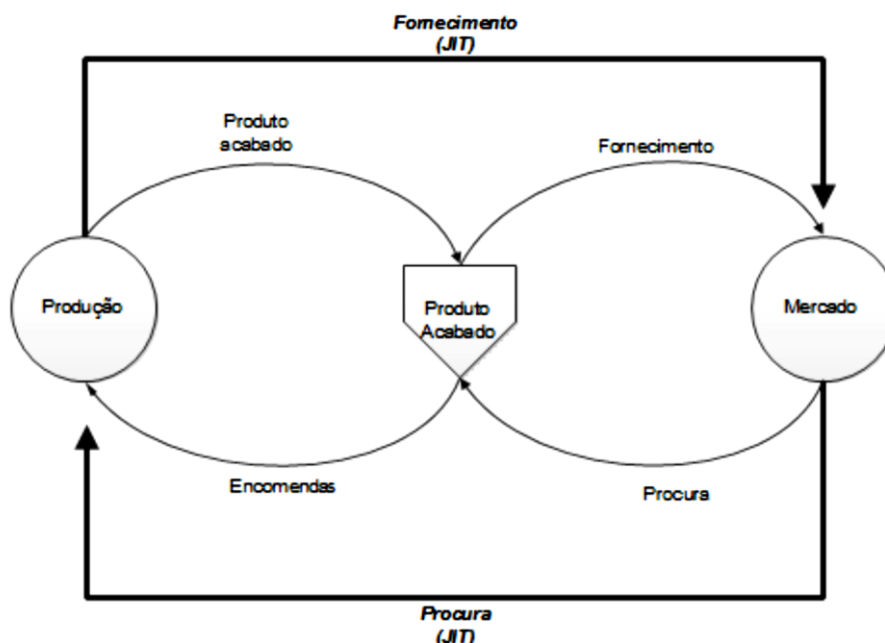 Fornecimento
(JIT)
Produto
acabado
Fornecimento
Produção
Produto
Acabado
Mercado
Encomendas
Procura
Procura
(JIT)